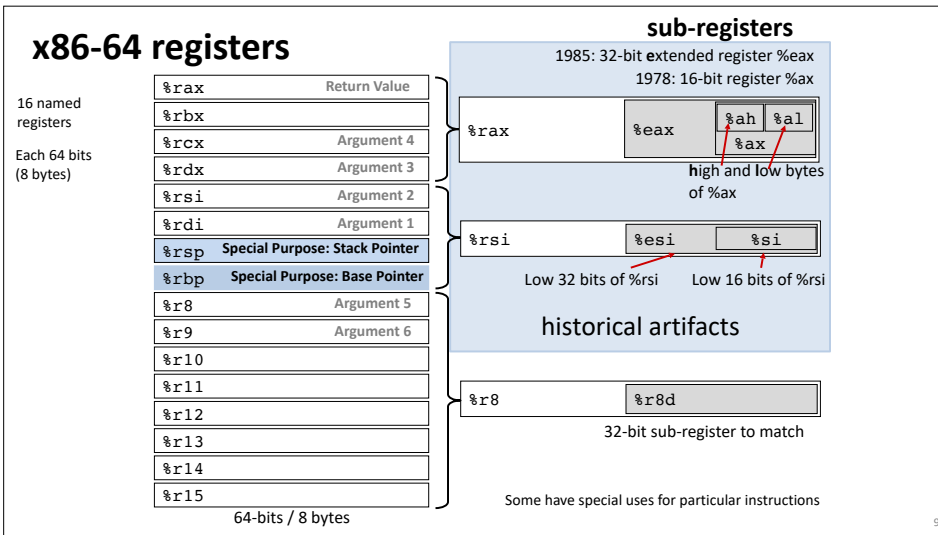 x86-64 registers
16 named
registers
Each 64 bits
(8 bytes)
%rax Return Value
%rbx
%rcx Argument 4
%rdx Argument 3
%rsi Argument 2
%rdi Argument 1
%rsp Special Purpose: Stack Pointer
%rbp Special Purpose: Base Pointer
%r8 Argument 5
%r9 Argument 6
%r10
%r11
%r12
%r13
%r14
%r15
64-bits / 8 bytes
sub-registers
1985: 32-bit extended register %eax
1978: 16-bit register %ax
%rax %eax %ah %al
%ax
high and low bytes
of %ax
%rsi %esi %si
Low 32 bits of %rsi Low 16 bits of %rsi
historical artifacts
%r8 %r8d
32-bit sub-register to match
Some have special uses for particular instructions
9